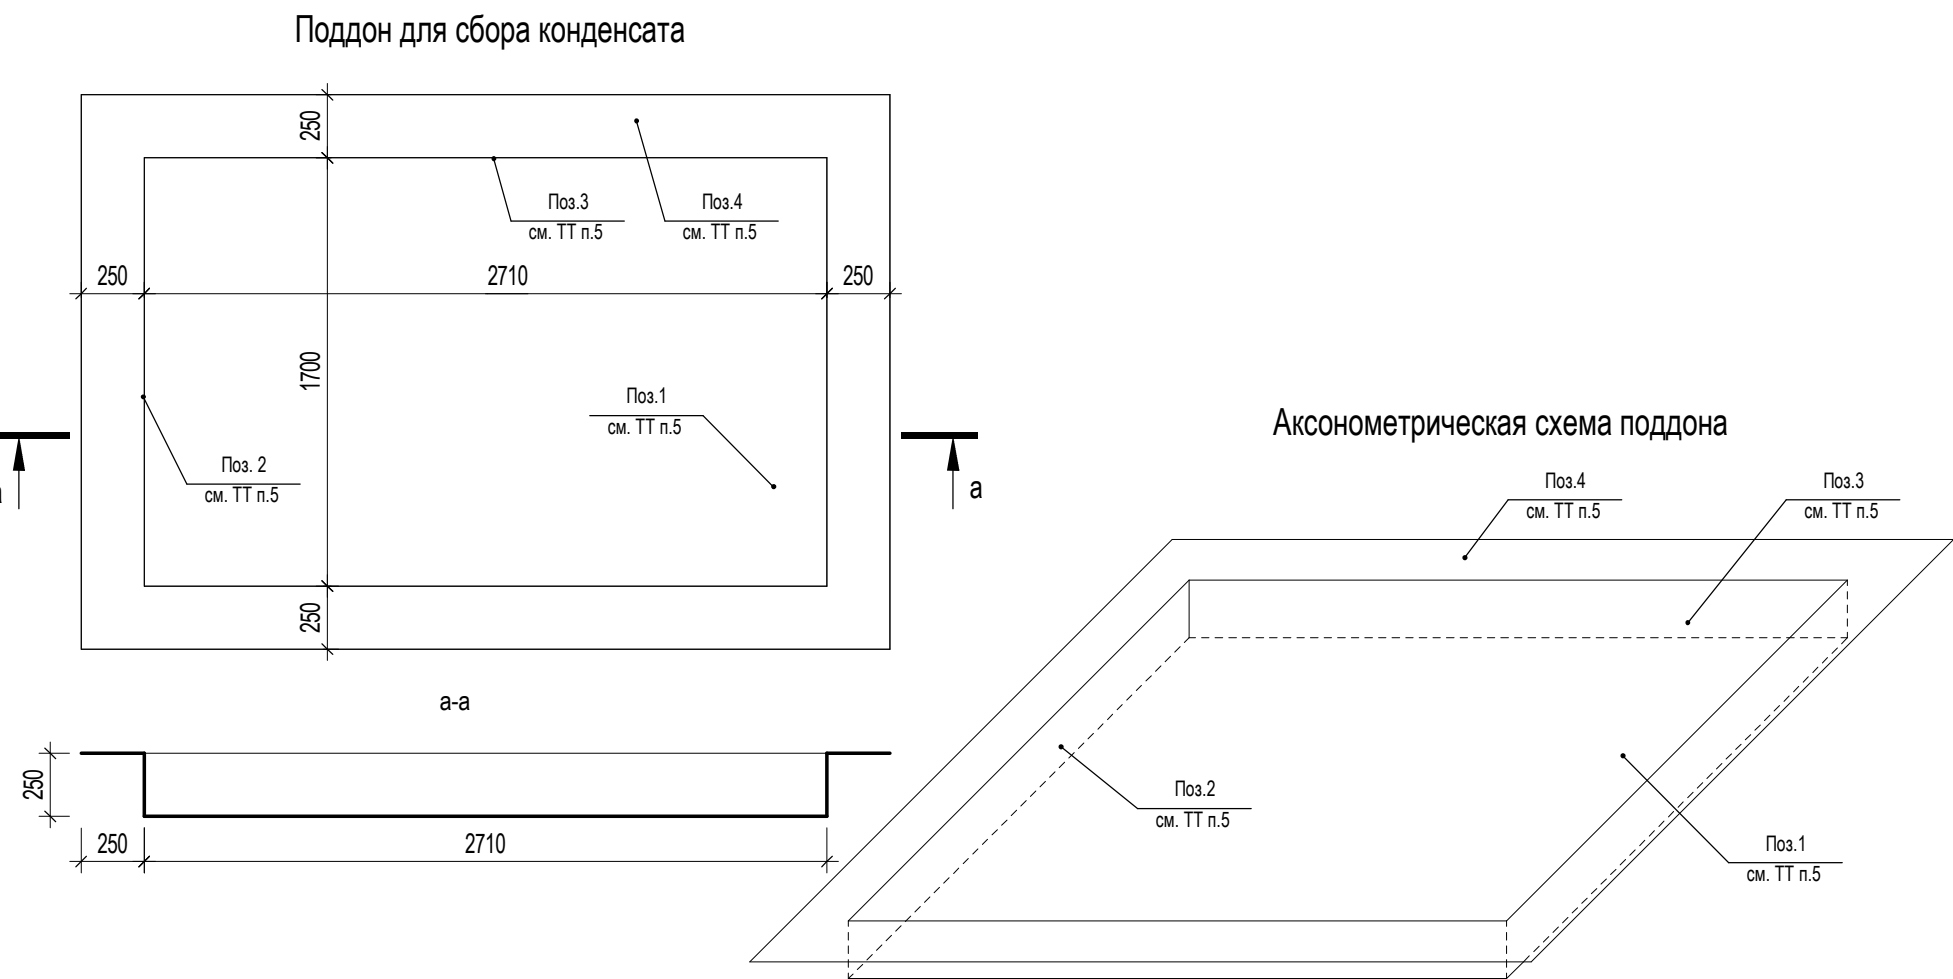 Поддон для сбора конденсата
250
Поз.3
см. ТТ п.5
Поз.4
см. ТТ п.5
250
2710
250
1700
Поз.1
см. ТТ п.5
Поз. 2
см. ТТ п.5
а
250
а-а
250
250
2710
Аксонометрическая схема поддона
Поз.4
см. ТТ п.5
Поз.3
см. ТТ п.5
Поз.2
см. ТТ п.5
Поз.1
см. ТТ п.5